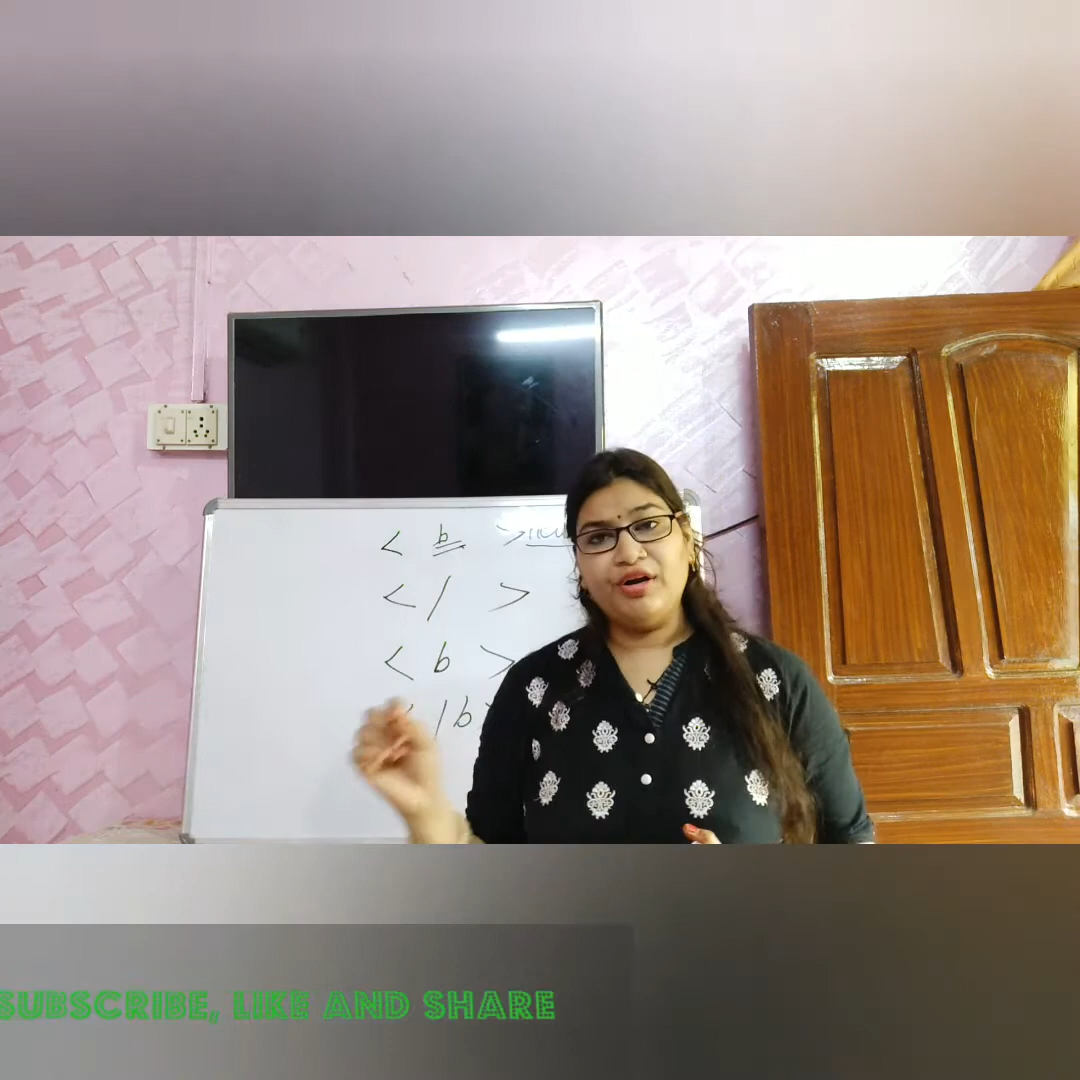 < b >
< / >
< b >
< /b
SUBSCRIBE, LIKE AND SHARE